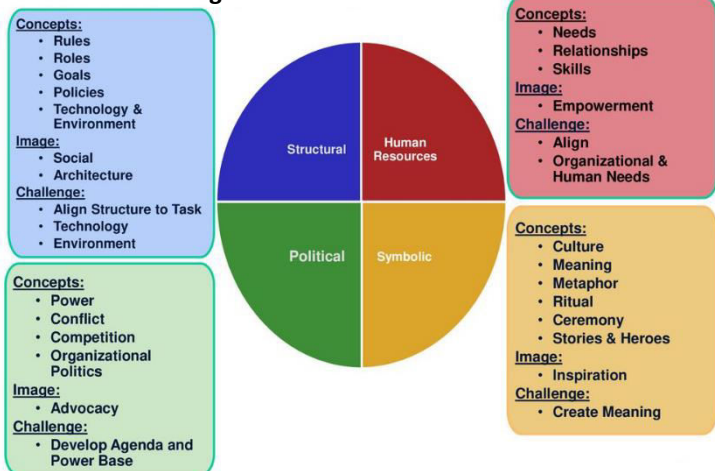 Concepts:
• Rules
• Roles
• Goals
• Policies
• Technology &
Environment
Image:
• Social
• Architecture
Challenge:
• Align Structure to Task
• Technology
• Environment
Structural
Human
Resources
Political
Symbolic
Concepts:
• Needs
• Relationships
• Skills
Image:
• Empowerment
Challenge:
• Align
• Organizational &
Human Needs
Concepts:
• Power
• Conflict
• Competition
• Organizational
Politics
Image:
• Advocacy
Challenge:
• Develop Agenda and
Power Base
Concepts:
• Culture
• Meaning
• Metaphor
• Ritual
• Ceremony
• Stories & Heroes
Image:
• Inspiration
Challenge:
• Create Meaning